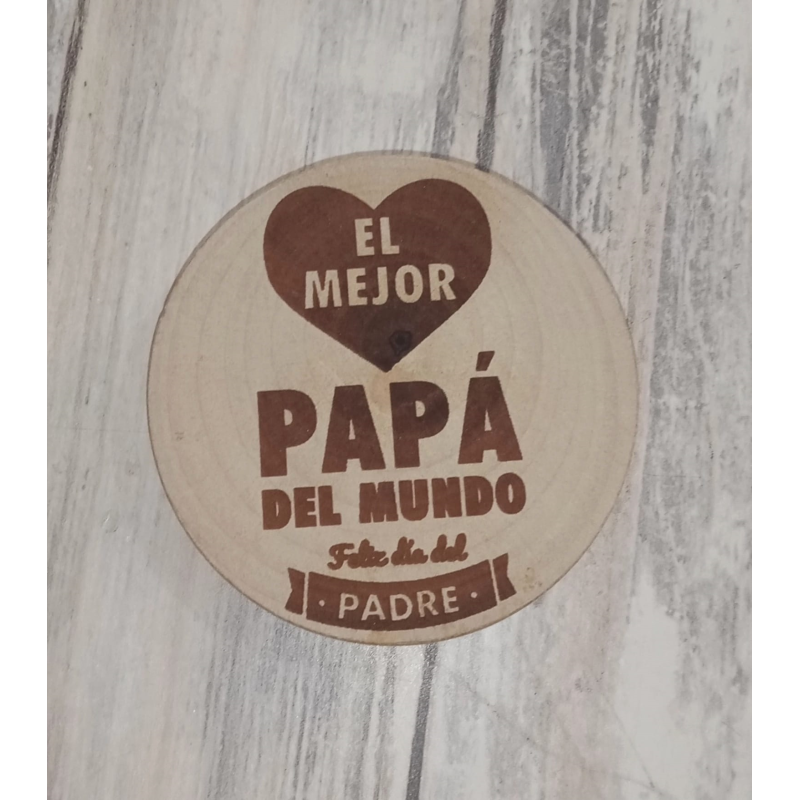 EL
MEJOR
PAPÁ
DEL MUNDO
Feliz día del
· PADRE ·